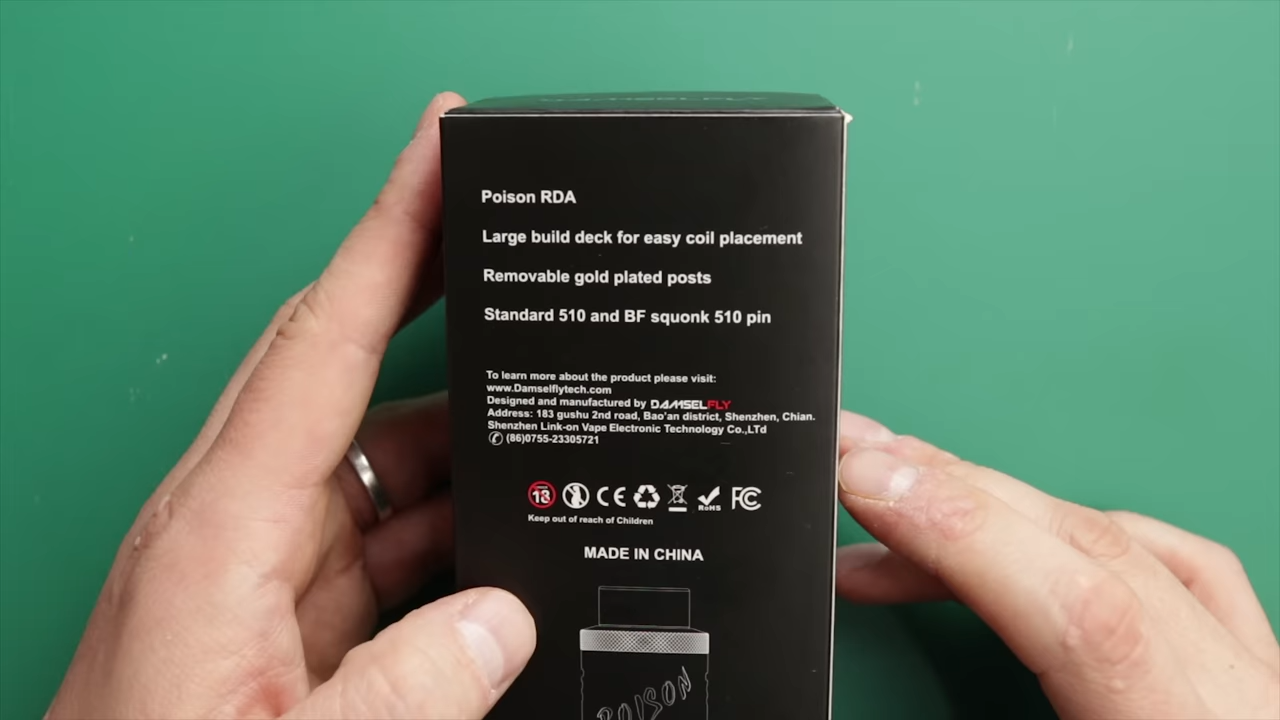 DAMSELFLY
Poison RDA
Large build deck for easy coil placement
Removable gold plated posts
Standard 510 and BF squonk 510 pin
To learn more about the product please visit:
www.Damselflytech.com
Designed and manufactured by DAMSELFLY
Address: 183 gushu 2nd road, Bao'an district, Shenzhen, Chian.
Shenzhen Link-on Vape Electronic Technology Co.,LTd
(86)0755-23305721
18
CE
RoHS
FC
Keep out of reach of Children
MADE IN CHINA
POISON